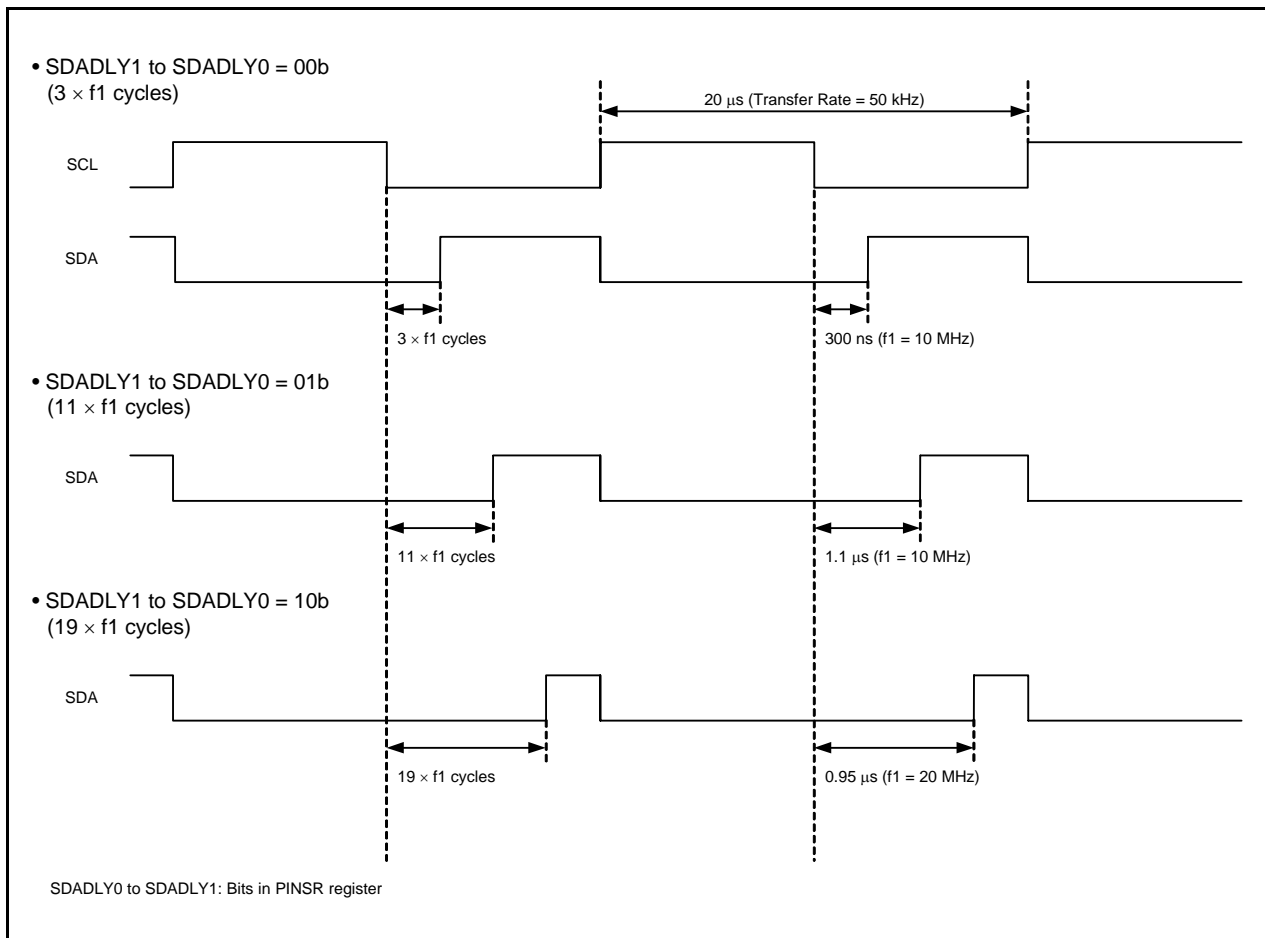 • SDADLY1 to SDADLY0 = 00b
(3 × f1 cycles)
20 μs (Transfer Rate = 50 kHz)
SCL
SDA
3 × f1 cycles
300 ns (f1 = 10 MHz)
• SDADLY1 to SDADLY0 = 01b
(11 × f1 cycles)
SDA
11 × f1 cycles
1.1 μs (f1 = 10 MHz)
• SDADLY1 to SDADLY0 = 10b
(19 × f1 cycles)
SDA
19 × f1 cycles
0.95 μs (f1 = 20 MHz)
SDADLY0 to SDADLY1: Bits in PINSR register